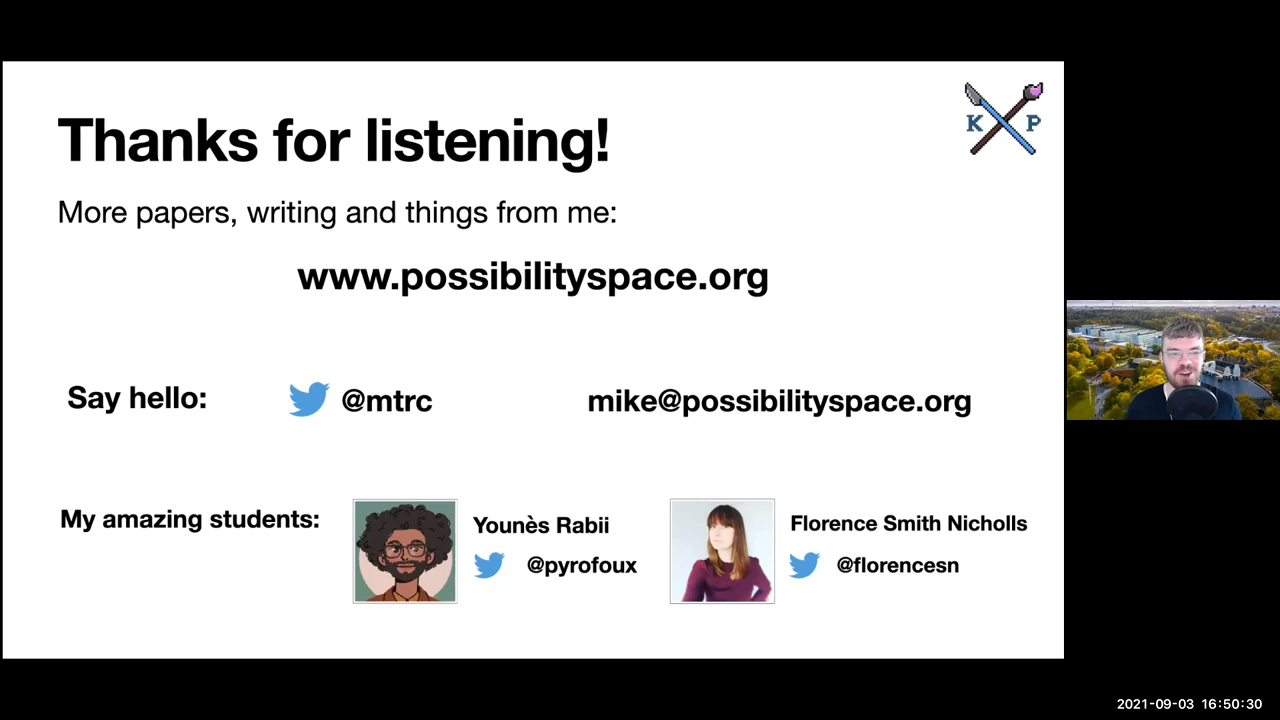 K P
Thanks for listening!
More papers, writing and things from me:
www.possibilityspace.org
Say hello: @mtrc mike@possibilityspace.org
My amazing students: Younès Rabii Florence Smith Nicholls
@pyrofoux @florencesn
2021-09-03 16:50:30